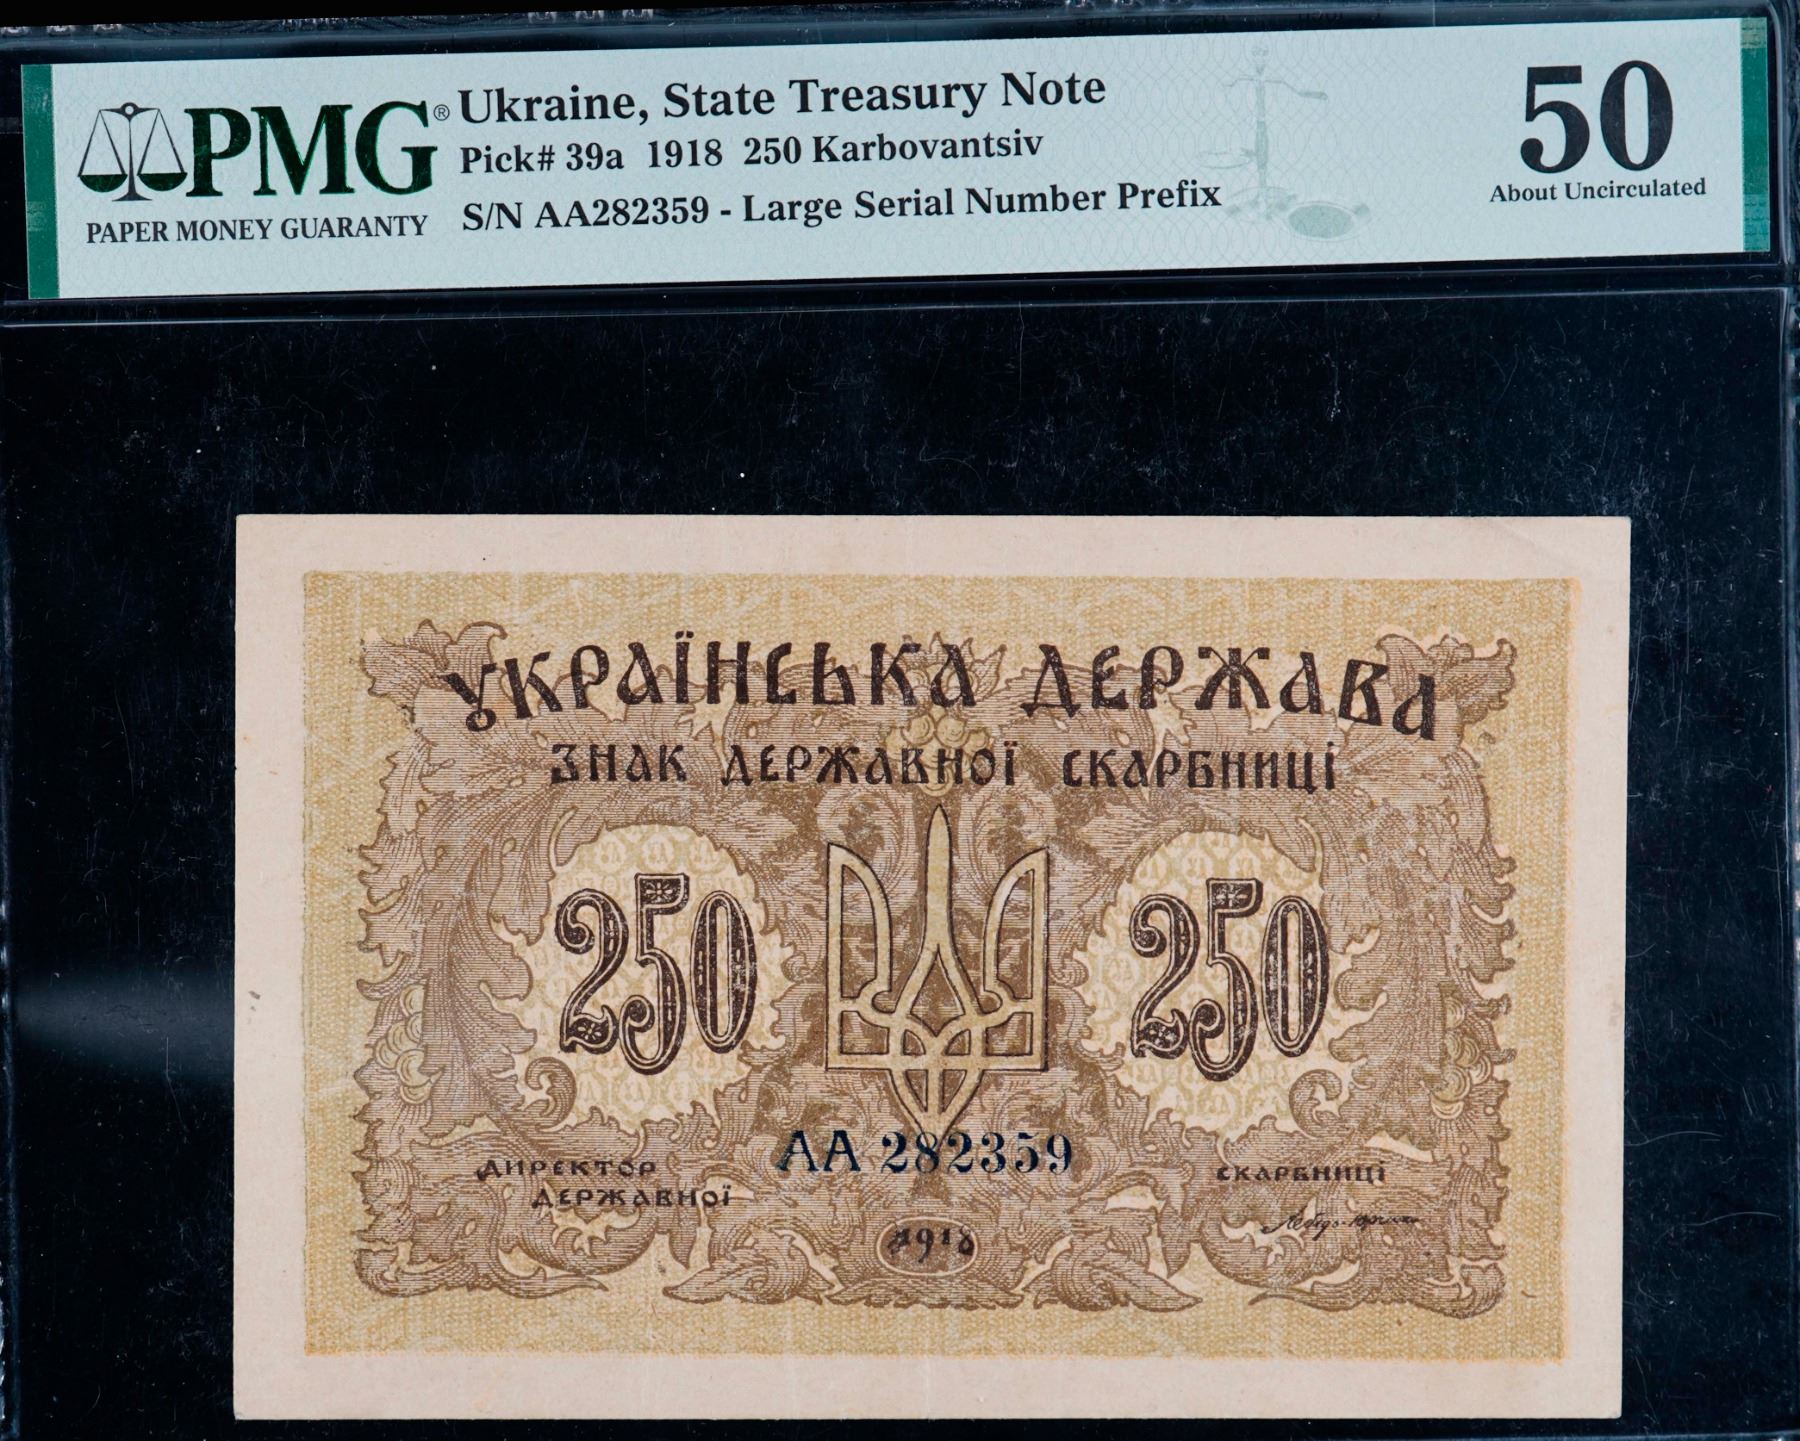 PMG® Ukraine, State Treasury Note
Pick# 39a 1918 250 Karbovantsiv
S/N AA282359 - Large Serial Number Prefix
PAPER MONEY GUARANTY
50
About Uncirculated
УКРАЇНСЬКА ДЕРЖАВА
ЗНАК ДЕРЖАВНОЇ СКАРБНИЦІ
250 250
АА 282359
ДИРЕКТОР
ДЕРЖАВНОЇ
СКАРБНИЦІ
1918